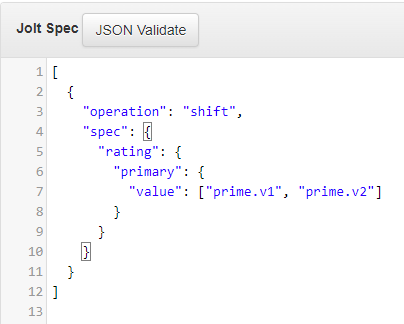 Jolt Spec JSON Validate
1 [
2 {
3 "operation": "shift",
4 "spec": {
5 "rating": {
6 "primary": {
7 "value": ["prime.v1", "prime.v2"]
8 }
9 }
10 }
11 }
12 ]
13